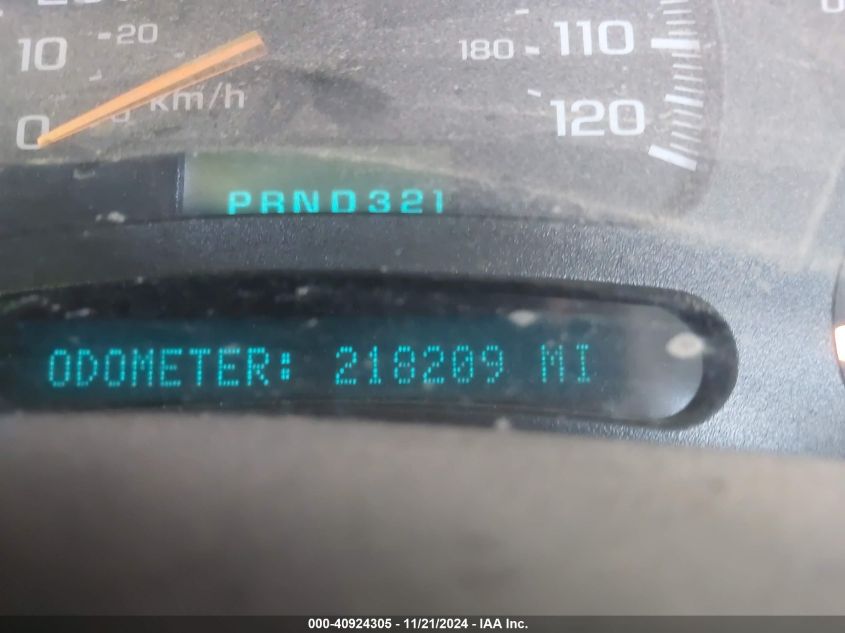 10 20 180 110
km/h
0 120
PRND321
ODOMETER: 218209 MI
000-40924305 - 11/21/2024 - IAA Inc.